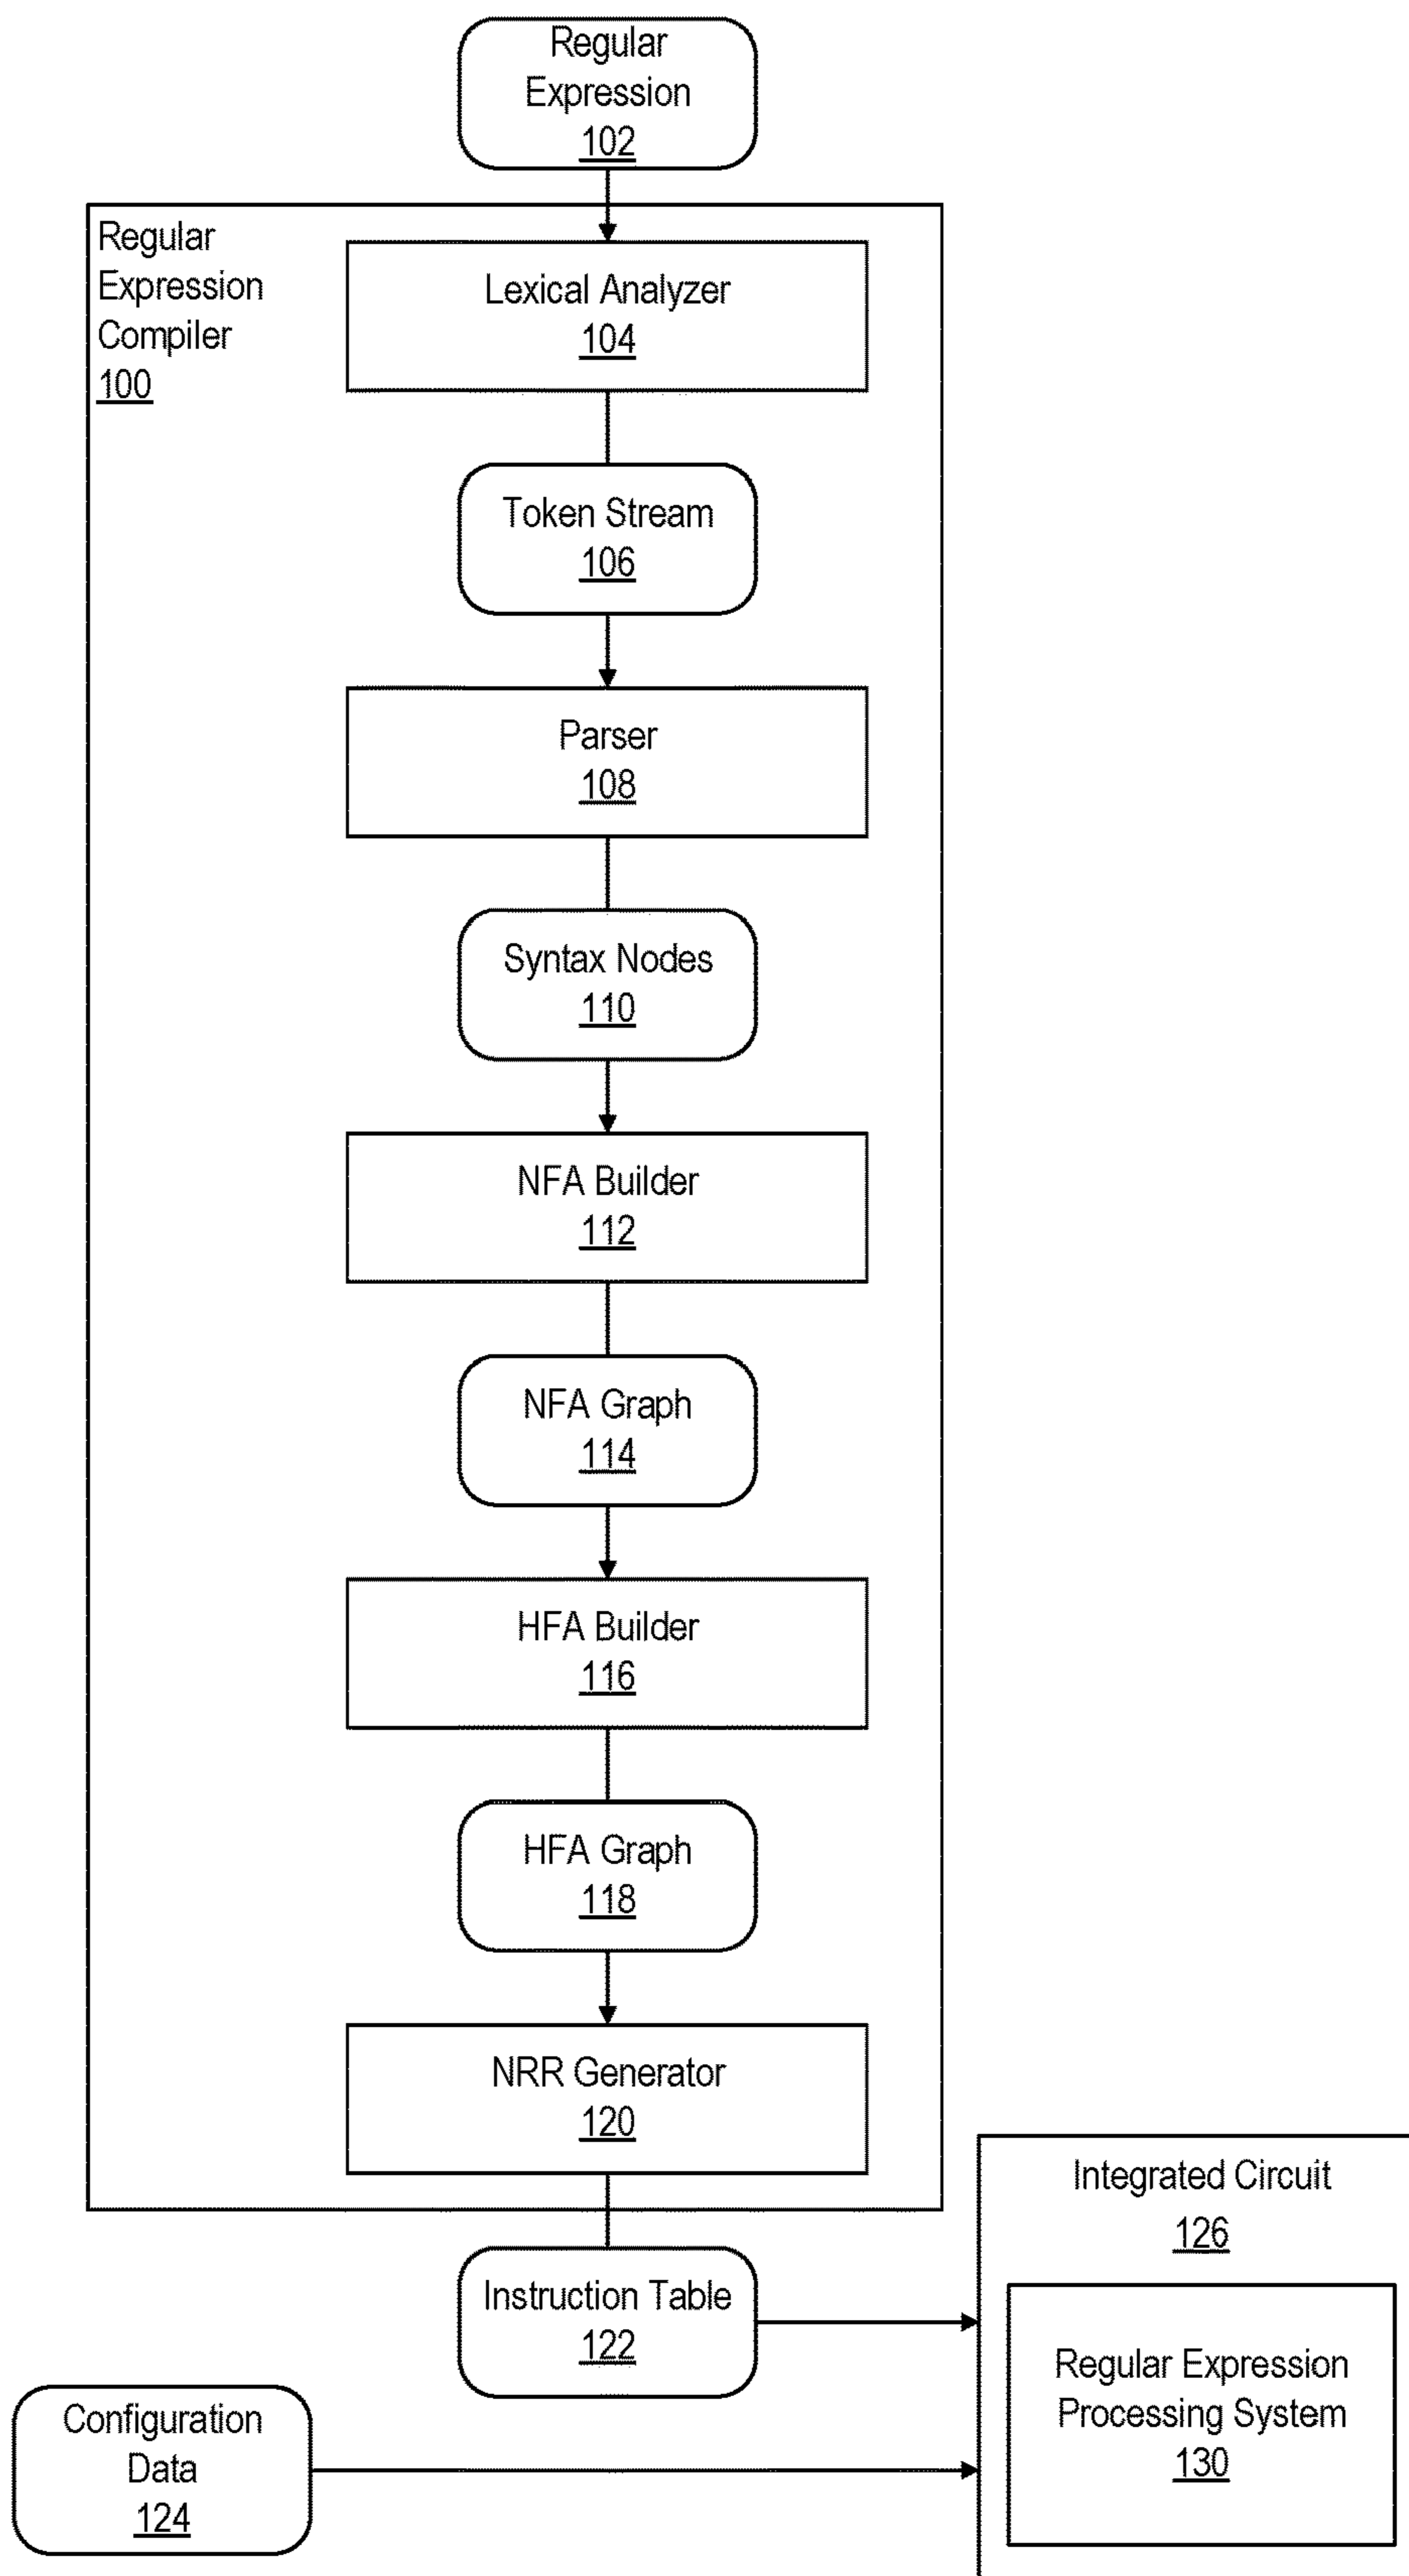 Regular
Expression
102
Regular
Expression
Compiler
100
Lexical Analyzer
104
Token Stream
106
Parser
108
Syntax Nodes
110
NFA Builder
112
NFA Graph
114
HFA Builder
116
HFA Graph
118
NRR Generator
120
Integrated Circuit
126
Instruction Table
122
Regular Expression
Processing System
130
Configuration
Data
124